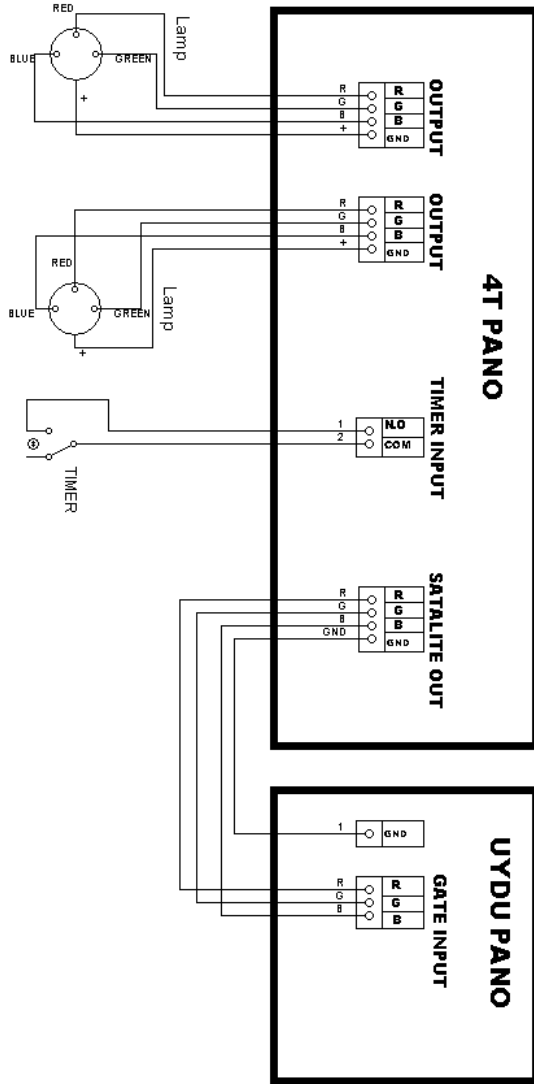 RED
BLUE
GREEN
+
Lamp
R
G
B
+
R
G
B
GND
OUTPUT
R
G
B
+
R
G
B
GND
OUTPUT
RED
BLUE
GREEN
+
Lamp
4T PANO
1
2
N.O
COM
TIMER INPUT
TIMER
R
G
B
GND
R
G
B
GND
SATALITE OUT
1
GND
R
G
B
R
G
B
GATE INPUT
UYDU PANO